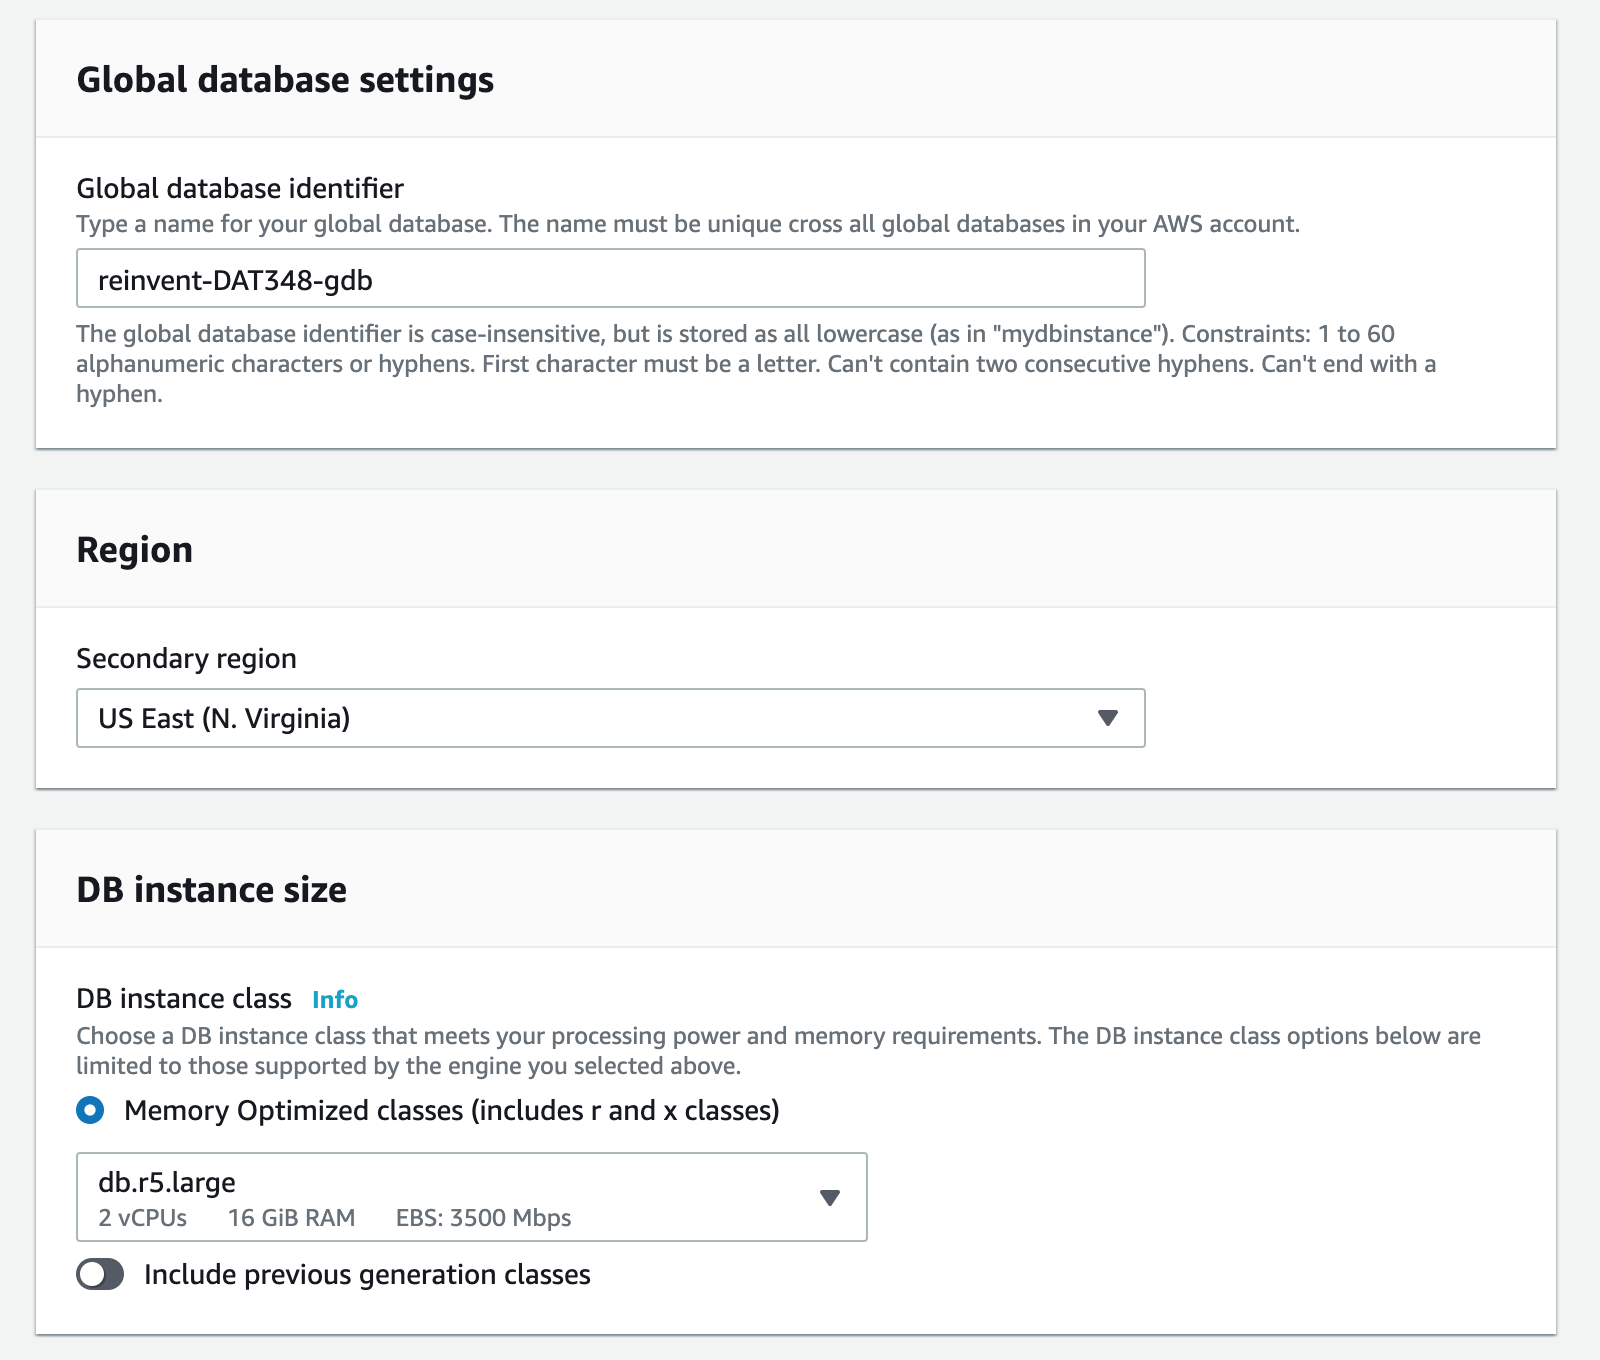 Global database settings
Global database identifier
Type a name for your global database. The name must be unique cross all global databases in your AWS account.
reinvent-DAT348-gdb
The global database identifier is case-insensitive, but is stored as all lowercase (as in "mydbinstance"). Constraints: 1 to 60
alphanumeric characters or hyphens. First character must be a letter. Can't contain two consecutive hyphens. Can't end with a
hyphen.
Region
Secondary region
US East (N. Virginia)
DB instance size
DB instance class Info
Choose a DB instance class that meets your processing power and memory requirements. The DB instance class options below are
limited to those supported by the engine you selected above.
Memory Optimized classes (includes r and x classes)
db.r5.large
2 vCPUs 16 GiB RAM EBS: 3500 Mbps
Include previous generation classes